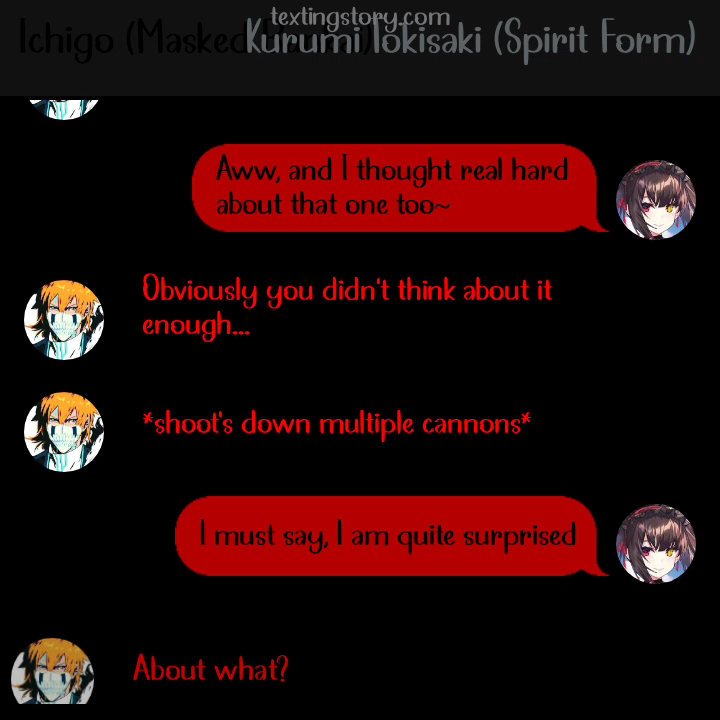 textingstory.com
Ichigo (Masked
Kurumi Tokisaki (Spirit Form)
Aww, and I thought real hard
about that one too~
Obviously you didn't think about it
enough...
*shoot's down multiple cannons*
I must say, I am quite surprised
About what?